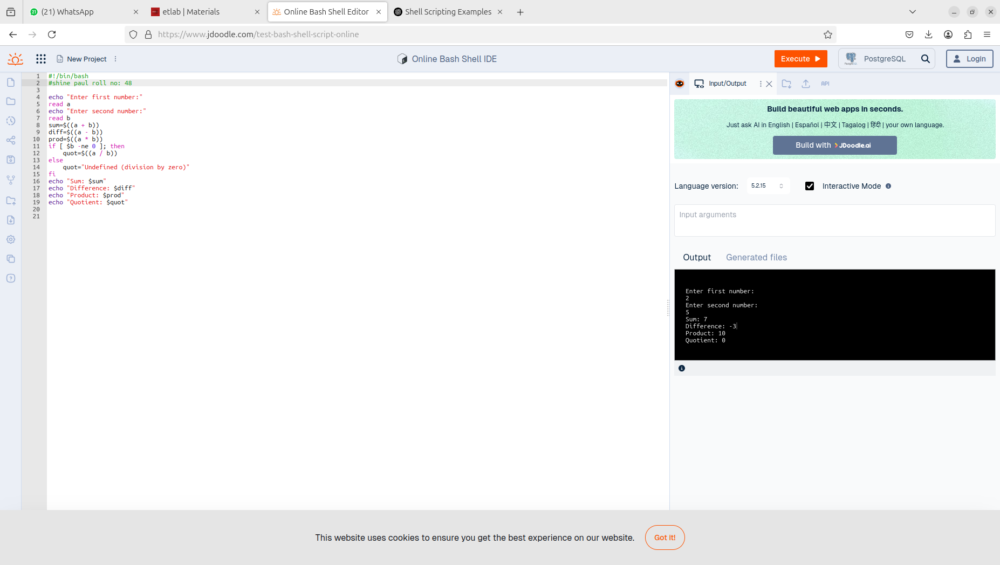 (21) WhatsApp
etlab | Materials
Online Bash Shell Editor
Shell Scripting Examples
https://www.jdoodle.com/test-bash-shell-script-online
New Project
Online Bash Shell IDE
Execute
PostgreSQL
Login
1 #!/bin/bash
2 #shine paul roll no: 48
3
4 echo "Enter first number:"
5 read a
6 echo "Enter second number:"
7 read b
8 sum=$((a + b))
9 diff=$((a - b))
10 prod=$((a * b))
11 if [ $b -ne 0 ]; then
12 quot=$((a / b))
13 else
14 quot="Undefined (division by zero)"
15 fi
16 echo "Sum: $sum"
17 echo "Difference: $diff"
18 echo "Product: $prod"
19 echo "Quotient: $quot"
20
21
Input/Output
API
Build beautiful web apps in seconds.
Just ask AI in English | Español | 中文 | Tagalog | हिंदी | your own language.
Build with JDoodle.ai
Language version: 5.2.15 Interactive Mode
Input arguments
Output Generated files
Enter first number:
2
Enter second number:
5
Sum: 7
Difference: -3
Product: 10
Quotient: 0
This website uses cookies to ensure you get the best experience on our website. Got it!